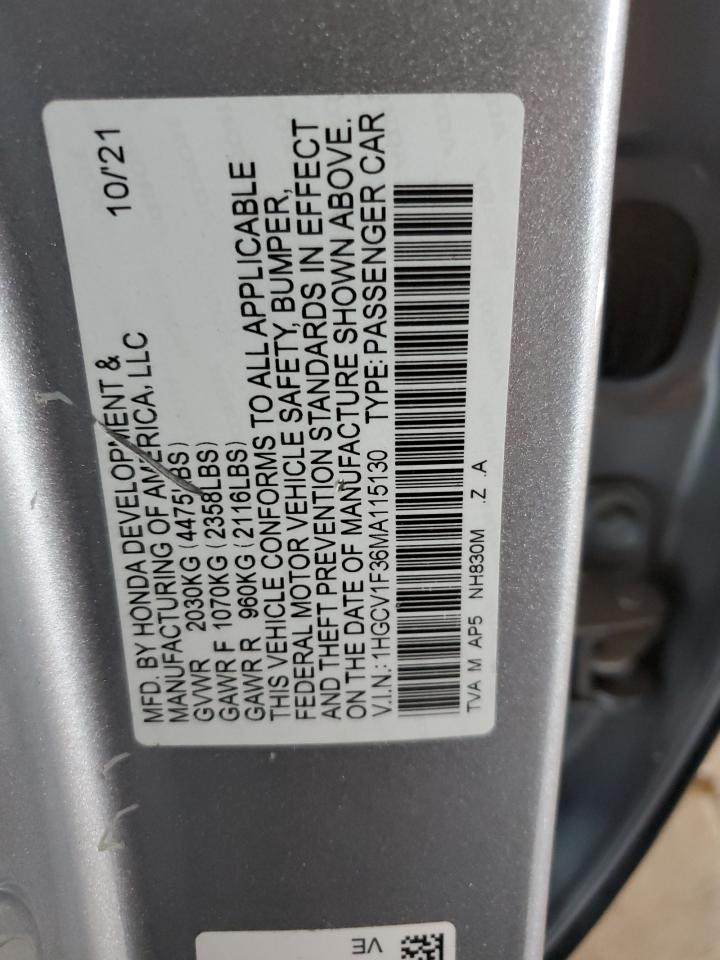 MFD. BY HONDA DEVELOPMENT & 10/'21
MANUFACTURING OF AMERICA, LLC
GVWR 2030KG (4475LBS)
GAWR F 1070KG (2358LBS)
GAWR R 960KG (2116LBS)
THIS VEHICLE CONFORMS TO ALL APPLICABLE
FEDERAL MOTOR VEHICLE SAFETY, BUMPER,
AND THEFT PREVENTION STANDARDS IN EFFECT
ON THE DATE OF MANUFACTURE SHOWN ABOVE.
V.I.N.: 1HGCV1F36MA115130 TYPE: PASSENGER CAR
TVA M AP5 NH830M .Z .A
VE